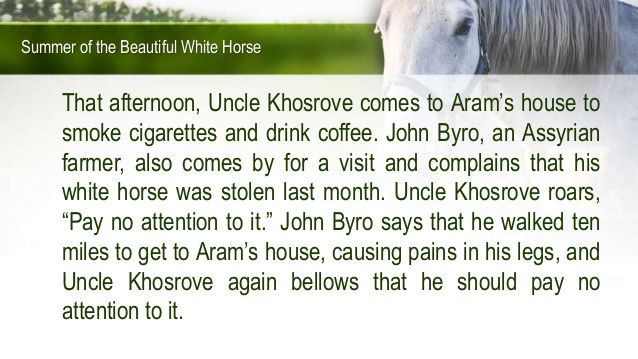 Summer of the Beautiful White Horse
That afternoon, Uncle Khosrove comes to Aram’s house to
smoke cigarettes and drink coffee. John Byro, an Assyrian
farmer, also comes by for a visit and complains that his
white horse was stolen last month. Uncle Khosrove roars,
“Pay no attention to it.” John Byro says that he walked ten
miles to get to Aram’s house, causing pains in his legs, and
Uncle Khosrove again bellows that he should pay no
attention to it.